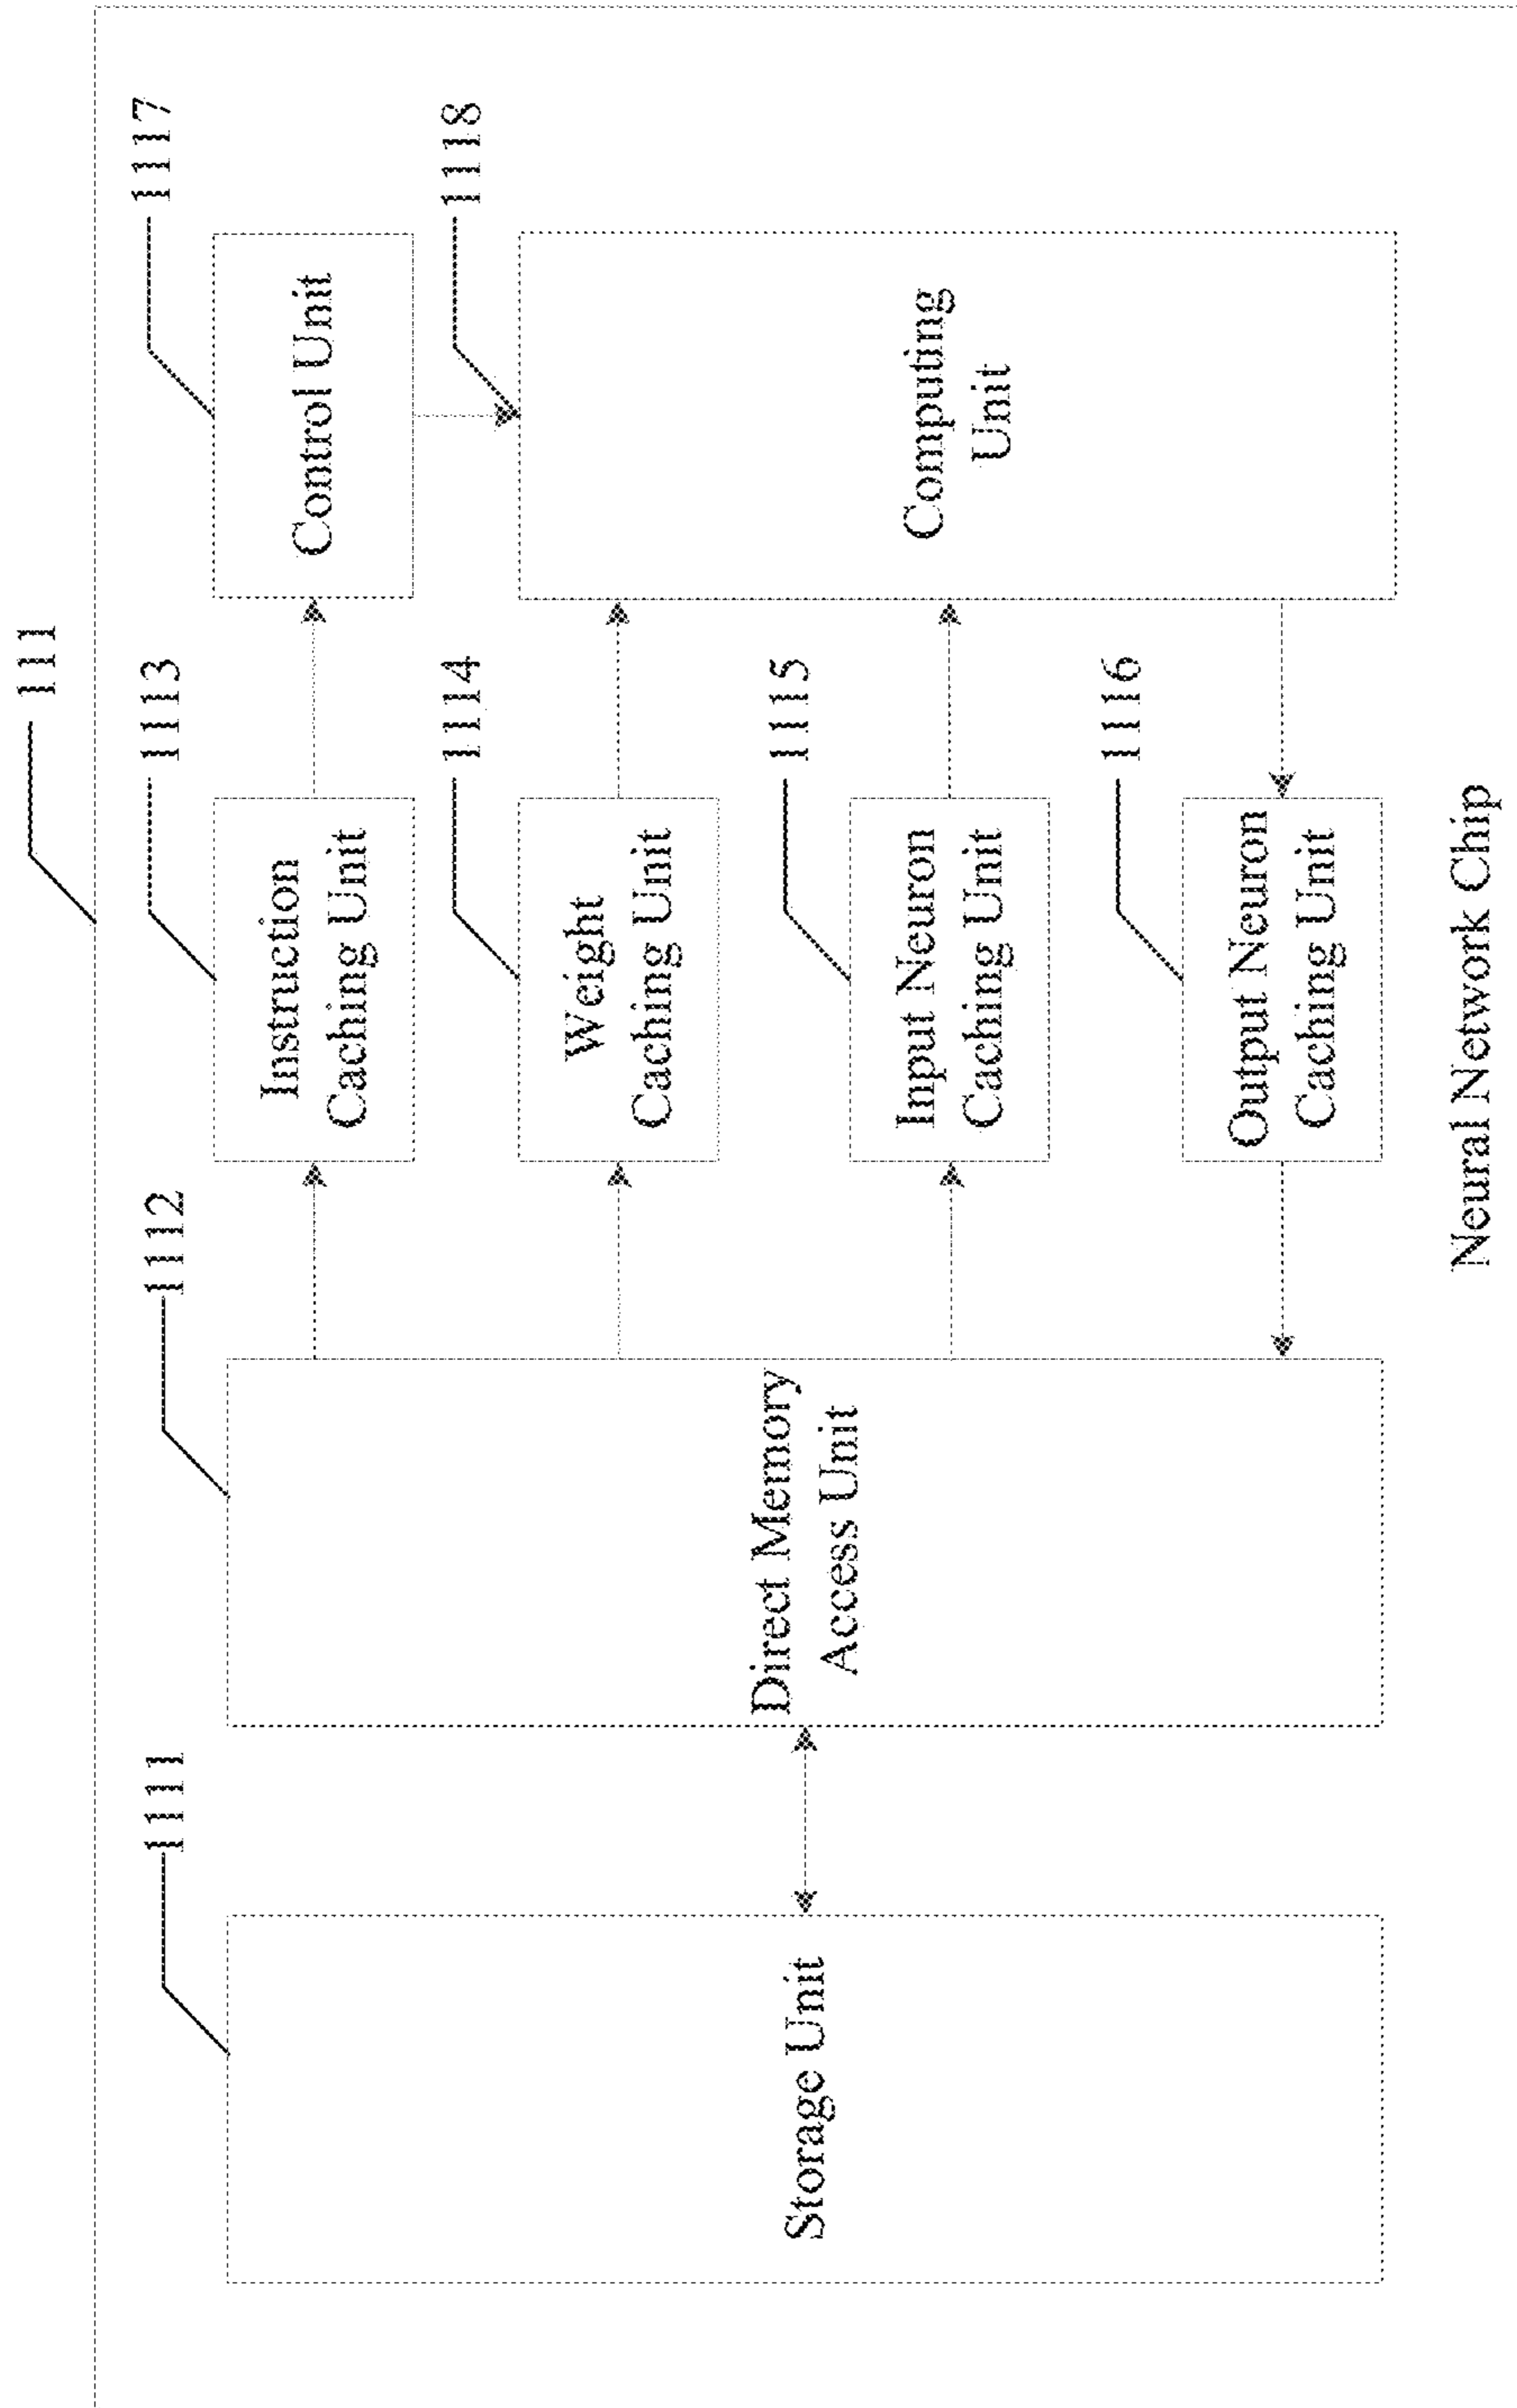 111
1111
1112
1113
1117
Storage Unit
Direct Memory
Access Unit
Instruction
Caching Unit
Control Unit
1114
1118
Weight
Caching Unit
Computing
Unit
1115
Input Neuron
Caching Unit
1116
Output Neuron
Caching Unit
Neural Network Chip